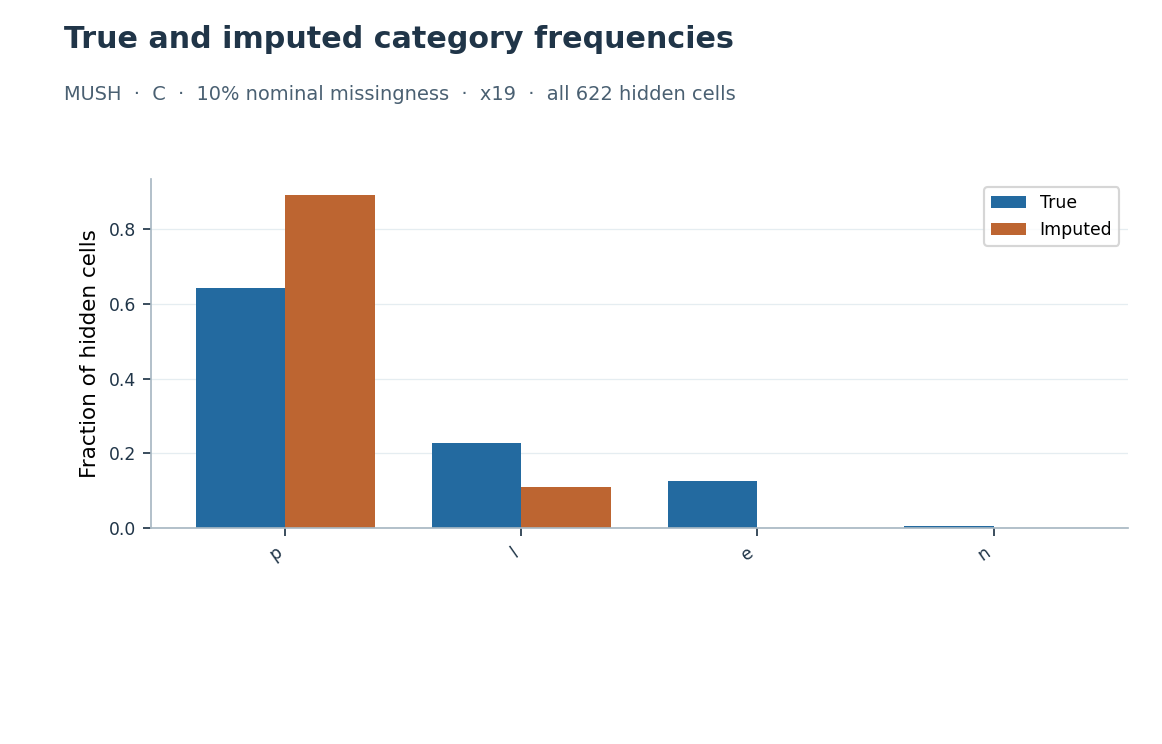 True and imputed category frequencies
MUSH · C · 10% nominal missingness · x19 · all 622 hidden cells
True
Imputed
Fraction of hidden cells
0.8
0.6
0.4
0.2
0.0
p
l
e
n